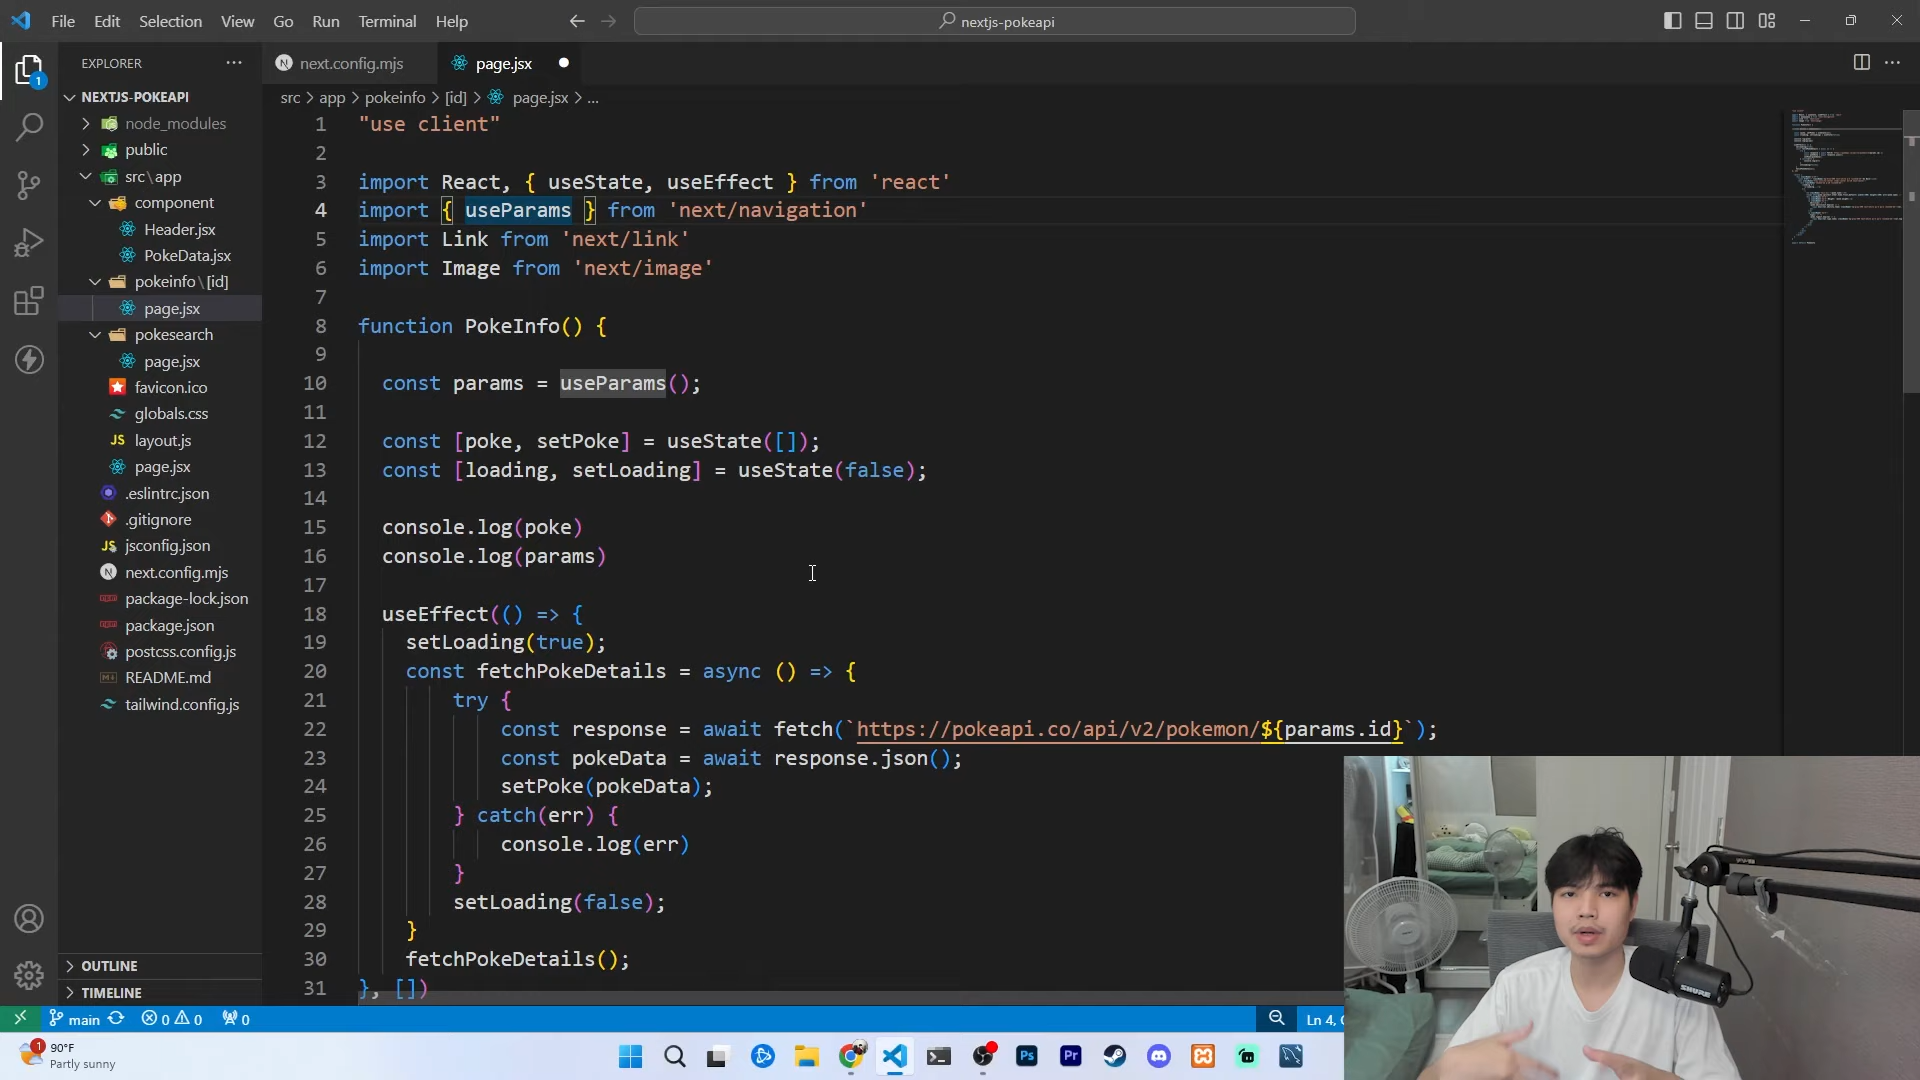 File Edit Selection View Go Run Terminal Help
nextjs-pokeapi
EXPLORER
NEXTJS-POKEAPI
node_modules
public
src\app
component
Header.jsx
PokeData.jsx
pokeinfo\[id]
page.jsx
pokesearch
page.jsx
favicon.ico
globals.css
layout.js
page.jsx
.eslintrc.json
.gitignore
jsconfig.json
next.config.mjs
package-lock.json
package.json
postcss.config.js
README.md
tailwind.config.js
OUTLINE
TIMELINE
next.config.mjs page.jsx
src > app > pokeinfo > [id] > page.jsx > ...
1 "use client"
2
3 import React, { useState, useEffect } from 'react'
4 import { useParams } from 'next/navigation'
5 import Link from 'next/link'
6 import Image from 'next/image'
7
8 function PokeInfo() {
9
10 const params = useParams();
11
12 const [poke, setPoke] = useState([]);
13 const [loading, setLoading] = useState(false);
14
15 console.log(poke)
16 console.log(params)
17
18 useEffect(() => {
19 setLoading(true);
20 const fetchPokeDetails = async () => {
21 try {
22 const response = await fetch(`https://pokeapi.co/api/v2/pokemon/${params.id}`);
23 const pokeData = await response.json();
24 setPoke(pokeData);
25 } catch(err) {
26 console.log(err)
27 }
28 setLoading(false);
29 }
30 fetchPokeDetails();
31 }, [])
main 0 0 0
Ln 4,
90°F
Partly sunny
Ps Pr
SHURE